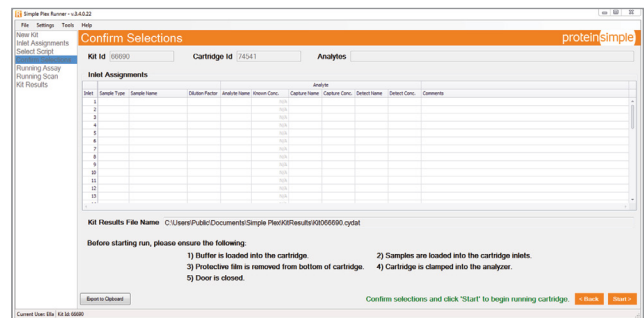 Simple Plex Runner - v.3.4.0.22
File Settings Tools Help
New Kit
Inlet Assignments
Select Script
Confirm Selections
Running Assay
Running Scan
Kit Results
Confirm Selections
proteinsimple
Kit Id 66690 Cartridge Id 74541 Analytes
Inlet Assignments
Analyte
Inlet Sample Type Sample Name Dilution Factor Analyte Name Known Conc. Capture Name Capture Conc. Detect Name Detect Conc. Comments
1 N/A
2 N/A
3 N/A
4 N/A
5 N/A
6 N/A
7 N/A
8 N/A
9 N/A
10 N/A
11 N/A
12 N/A
13 N/A
Kit Results File Name C:\Users\Public\Documents\Simple Plex\KitResults\Kit066690.cydat
Before starting run, please ensure the following:
1) Buffer is loaded into the cartridge. 2) Samples are loaded into the cartridge inlets.
3) Protective film is removed from bottom of cartridge. 4) Cartridge is clamped into the analyzer.
5) Door is closed.
Export to Clipboard Confirm selections and click 'Start' to begin running cartridge. < Back Start >
Current User: Ella Kit Id: 66690